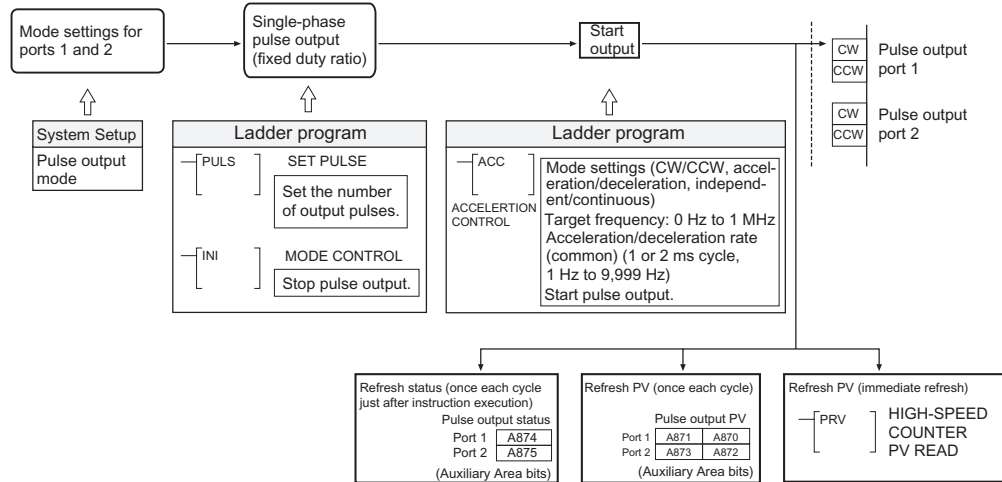 Mode settings for
ports 1 and 2
Single-phase
pulse output
(fixed duty ratio)
Start
output
CW
CCW
Pulse output
port 1
CW
CCW
Pulse output
port 2
System Setup
Pulse output
mode
Ladder program
PULS
SET PULSE
Set the number
of output pulses.
INI
MODE CONTROL
Stop pulse output.
Ladder program
ACC
ACCELERTION
CONTROL
Mode settings (CW/CCW, accel-
eration/deceleration, independ-
ent/continuous)
Target frequency: 0 Hz to 1 MHz
Acceleration/deceleration rate
(common) (1 or 2 ms cycle,
1 Hz to 9,999 Hz)
Start pulse output.
Refresh status (once each cycle
just after instruction execution)
Pulse output status
Port 1 A874
Port 2 A875
(Auxiliary Area bits)
Refresh PV (once each cycle)
Pulse output PV
Port 1 A871 A870
Port 2 A873 A872
(Auxiliary Area bits)
Refresh PV (immediate refresh)
PRV
HIGH-SPEED
COUNTER
PV READ